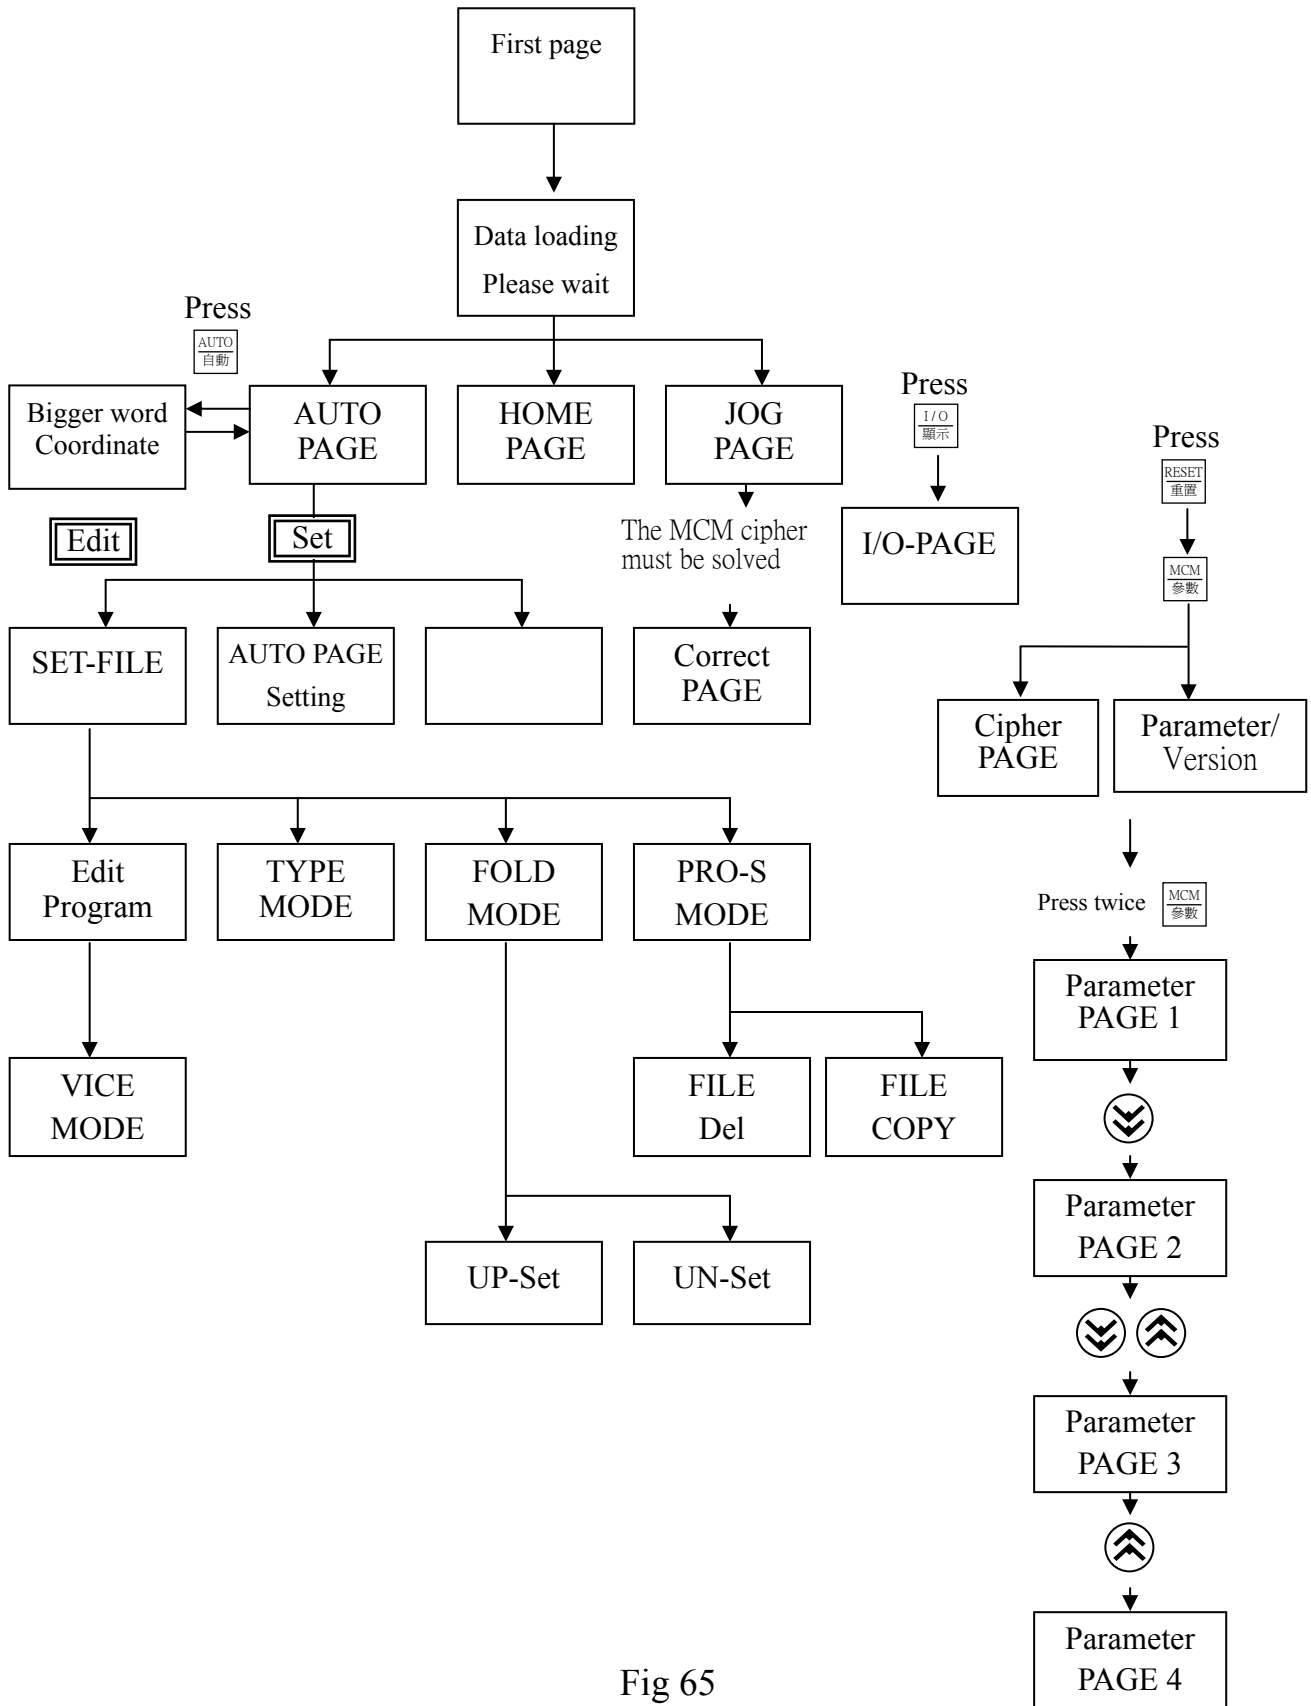 First page
Data loading
Please wait
Press
AUTO
自動
Bigger word
Coordinate
AUTO
PAGE
HOME
PAGE
JOG
PAGE
Press
I/O
顯示
Press
RESET
重置
MCM
參數
Edit
Set
The MCM cipher
must be solved
I/O-PAGE
SET-FILE
AUTO PAGE
Setting
Correct
PAGE
Cipher
PAGE
Parameter/
Version
Edit
Program
TYPE
MODE
FOLD
MODE
PRO-S
MODE
Press twice
MCM
參數
Parameter
PAGE 1
VICE
MODE
FILE
Del
FILE
COPY
Parameter
PAGE 2
UP-Set
UN-Set
Parameter
PAGE 3
Parameter
PAGE 4
Fig 65